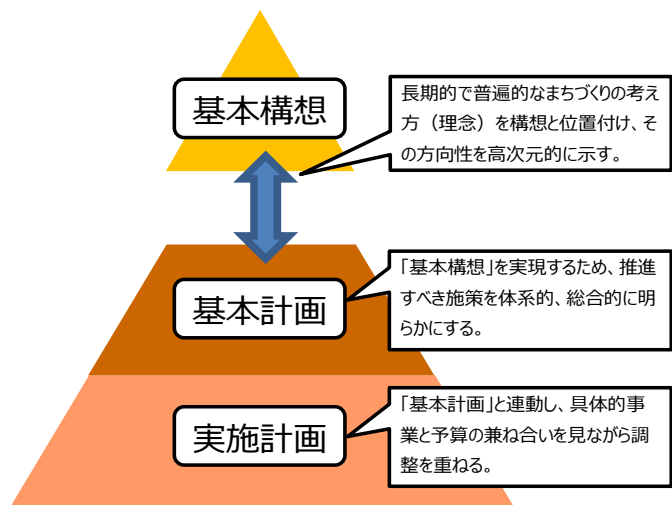 基本構想
長期的で普遍的なまちづくりの考え
方（理念）を構想と位置付け、そ
の方向性を高次元的に示す。
基本計画
「基本構想」を実現するため、推進
すべき施策を体系的、総合的に明
らかにする。
実施計画
「基本計画」と連動し、具体的事
業と予算の兼ね合いを見ながら調
整を重ねる。